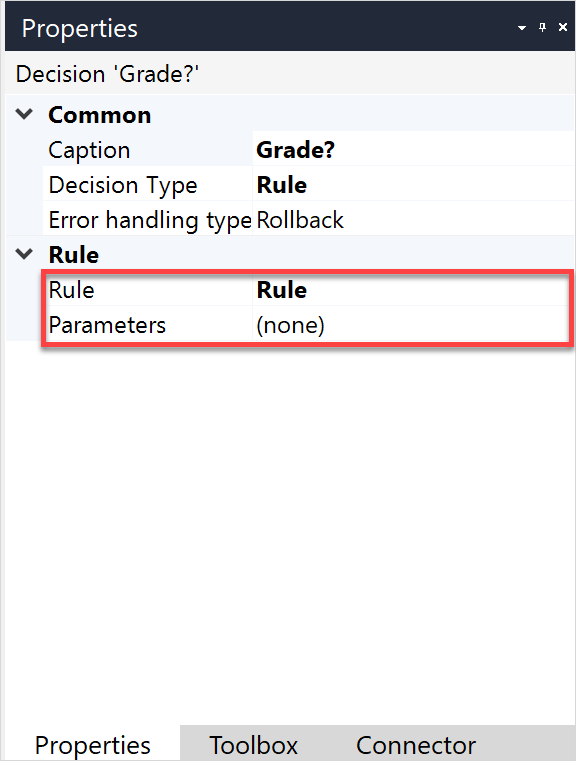 Properties
Decision 'Grade?'
Common
Caption Grade?
Decision Type Rule
Error handling type Rollback
Rule
Rule Rule
Parameters (none)
Properties Toolbox Connector